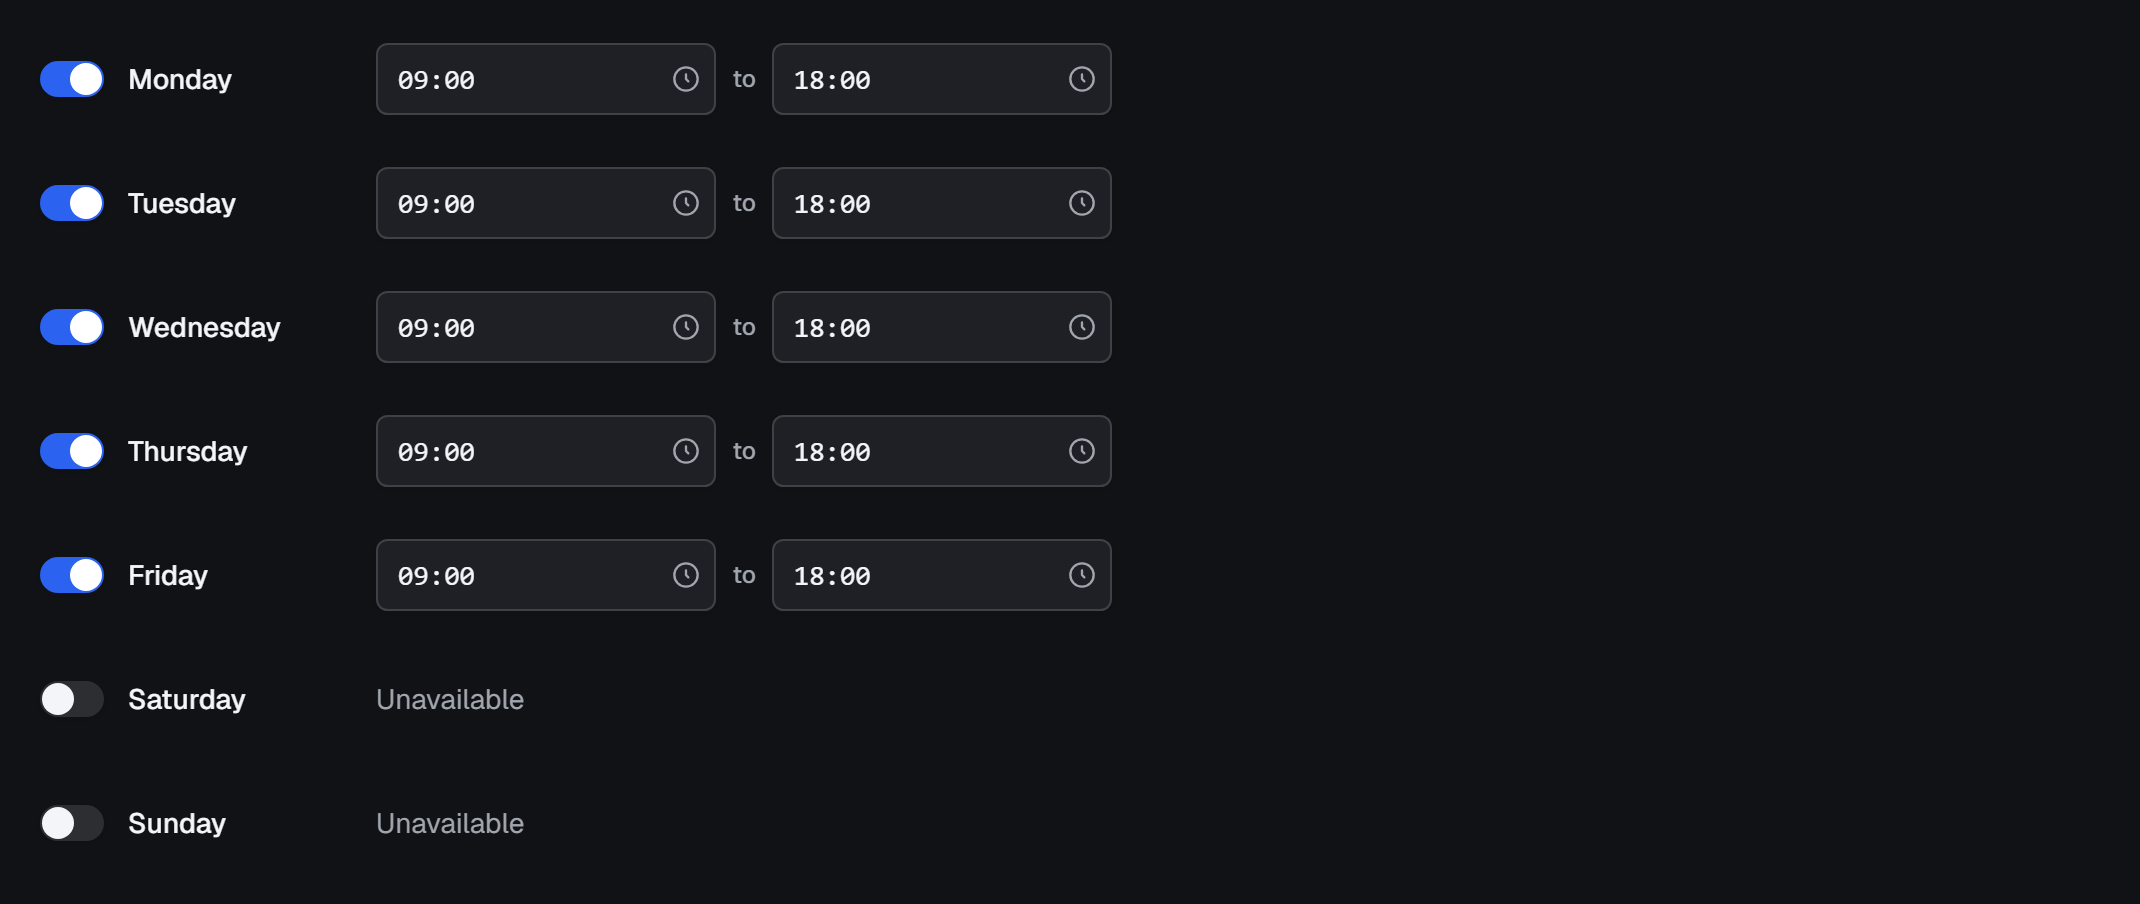 Monday 09:00 to 18:00
Tuesday 09:00 to 18:00
Wednesday 09:00 to 18:00
Thursday 09:00 to 18:00
Friday 09:00 to 18:00
Saturday Unavailable
Sunday Unavailable